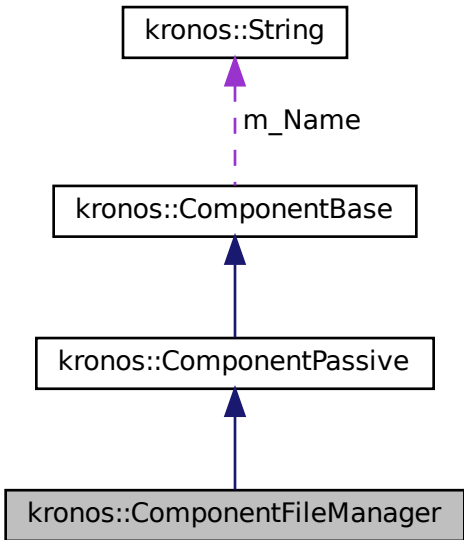 kronos::String
m_Name
kronos::ComponentBase
kronos::ComponentPassive
kronos::ComponentFileManager